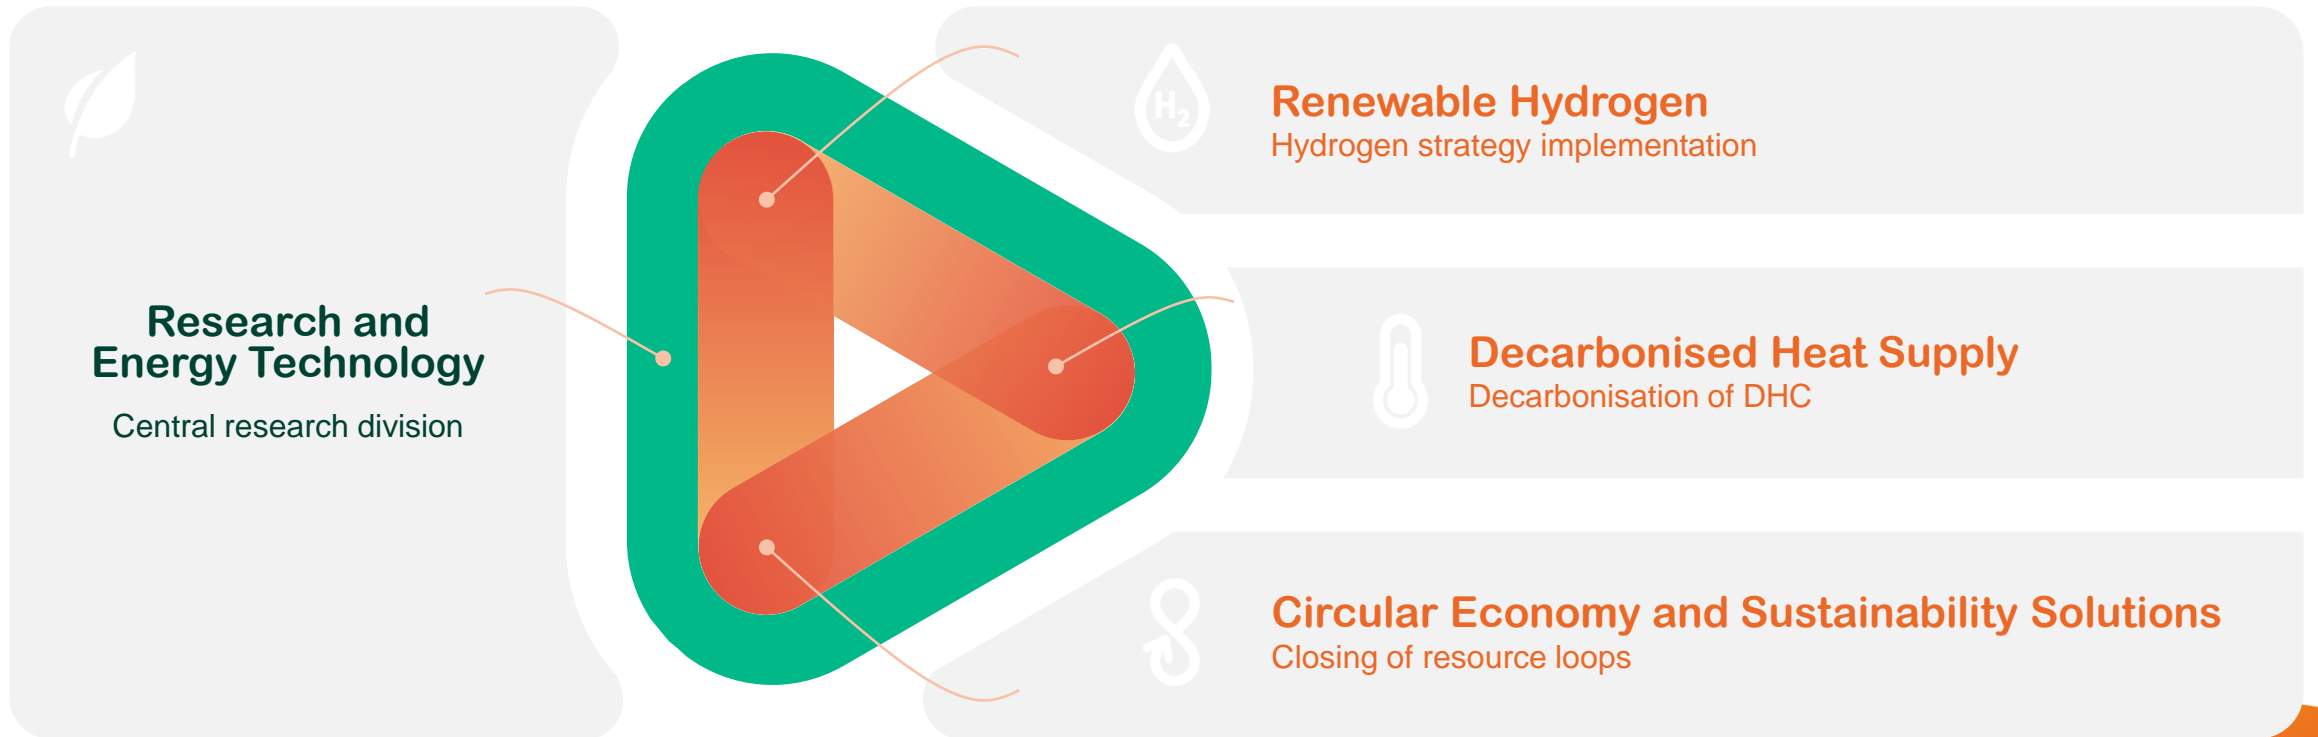 Research and
Energy Technology
Central research division
H2
Renewable Hydrogen
Hydrogen strategy implementation
Decarbonised Heat Supply
Decarbonisation of DHC
Circular Economy and Sustainability Solutions
Closing of resource loops